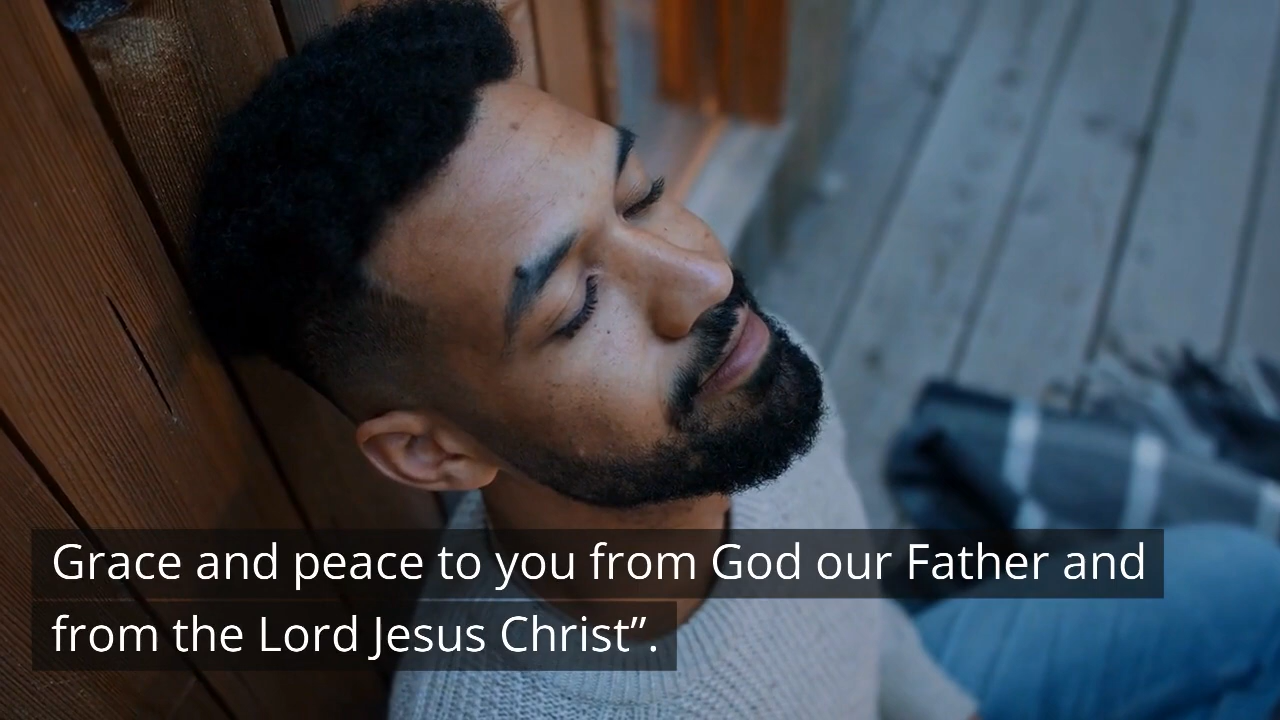 Grace and peace to you from God our Father and
from the Lord Jesus Christ”.